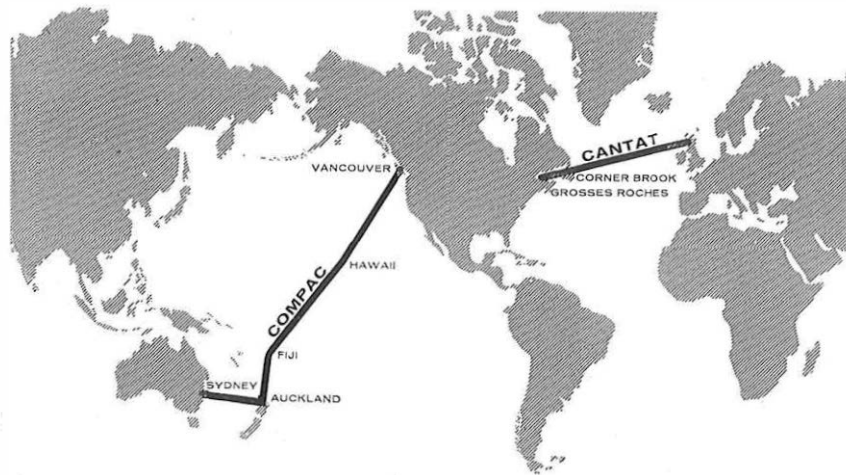 CANTAT
VANCOUVER
CORNER BROOK
GROSSES ROCHES
HAWAII
COMPAC
FIJI
SYDNEY
AUCKLAND